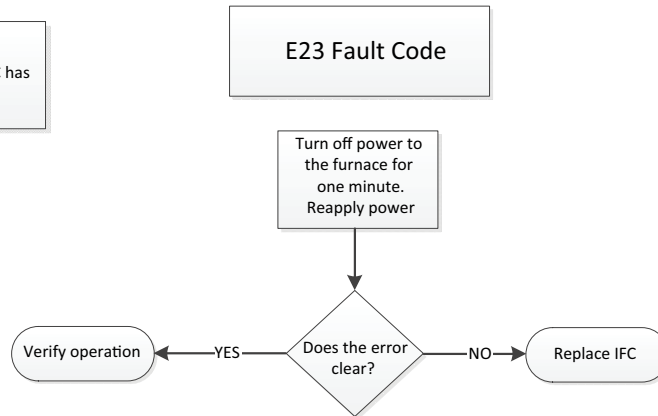 has
E23 Fault Code
Turn off power to
the furnace for
one minute.
Reapply power
Does the error
clear?
YES
Verify operation
NO
Replace IFC